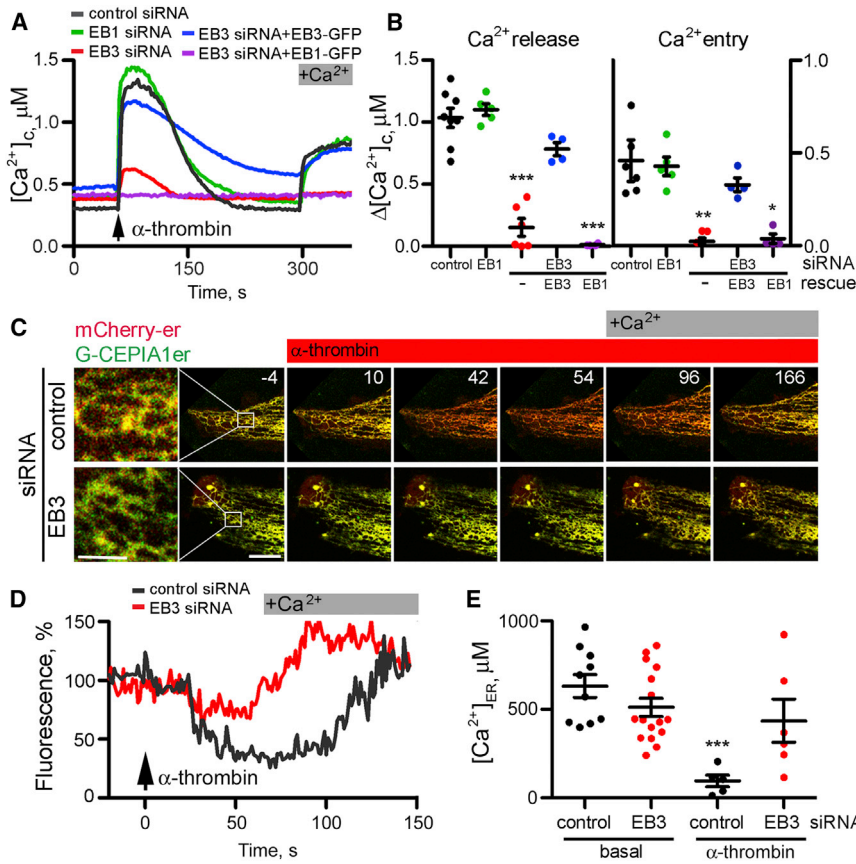 A
control siRNA
EB1 siRNA
EB3 siRNA
EB3 siRNA+EB3-GFP
EB3 siRNA+EB1-GFP
+Ca²⁺
[Ca²⁺]C, μM
1.5
1.0
0.5
0.0
α-thrombin
0 150 300
Time, s
B
Ca²⁺ release Ca²⁺ entry
Δ[Ca²⁺]C, μM
1.5 1.0
1.0
0.5
0.5
0.0 0.0
*** *** ** *
control EB1 EB3 control EB1 EB3 siRNA
- EB3 EB1 - EB3 EB1 rescue
C
mCherry-er
G-CEPIA1er
+Ca²⁺
α-thrombin
siRNA
control
-4 10 42 54 96 166
EB3
D
control siRNA
EB3 siRNA
+Ca²⁺
Fluorescence, %
150
100
50
0
α-thrombin
0 50 100 150
Time, s
E
[Ca²⁺]ER, μM
1000
500
0
***
control EB3 control EB3 siRNA
basal α-thrombin